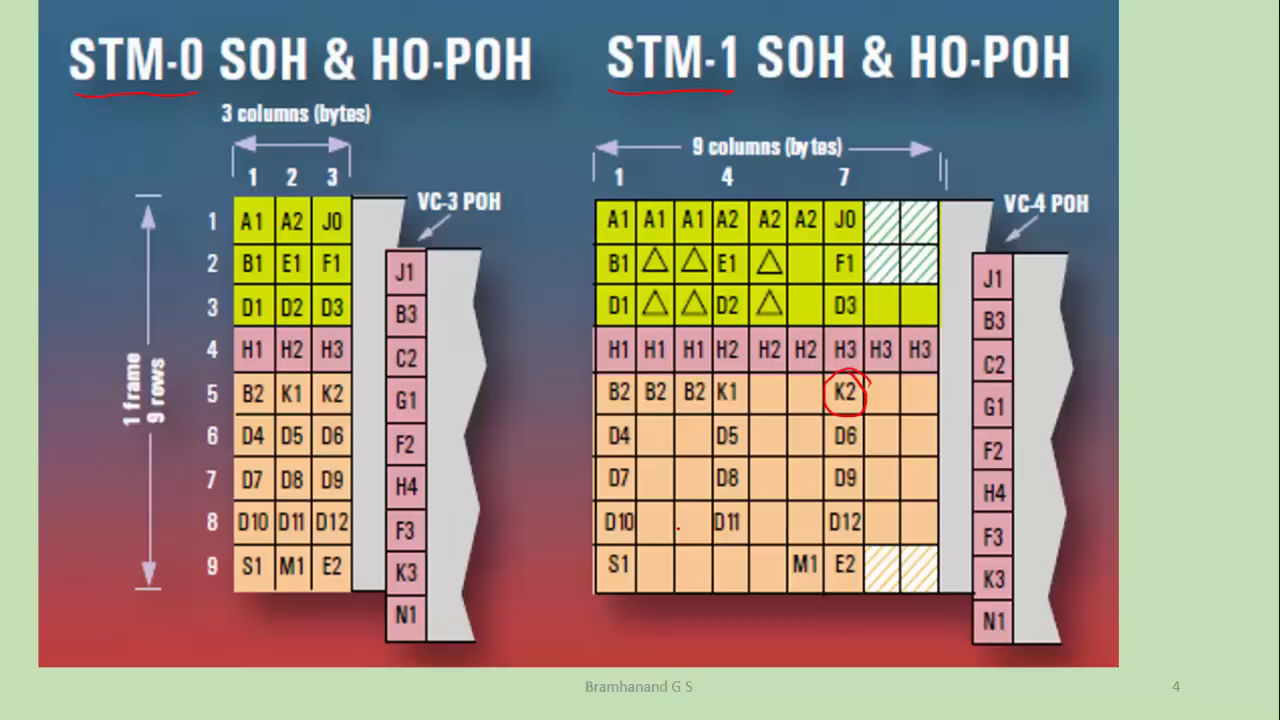 STM-0 SOH & HO-POH
STM-1 SOH & HO-POH
3 columns (bytes)
1 2 3
VC-3 POH
1 frame
9 rows
1 A1 A2 J0
2 B1 E1 F1
3 D1 D2 D3
4 H1 H2 H3
5 B2 K1 K2
6 D4 D5 D6
7 D7 D8 D9
8 D10 D11 D12
9 S1 M1 E2
J1
B3
C2
G1
F2
H4
F3
K3
N1
9 columns (bytes)
1 4 7
VC-4 POH
A1 A1 A1 A2 A2 A2 J0
B1 E1 F1
D1 D2 D3
H1 H1 H1 H2 H2 H2 H3 H3 H3
B2 B2 B2 K1 K2
D4 D5 D6
D7 D8 D9
D10 D11 D12
S1 M1 E2
J1
B3
C2
G1
F2
H4
F3
K3
N1
Bramhanand G S
4